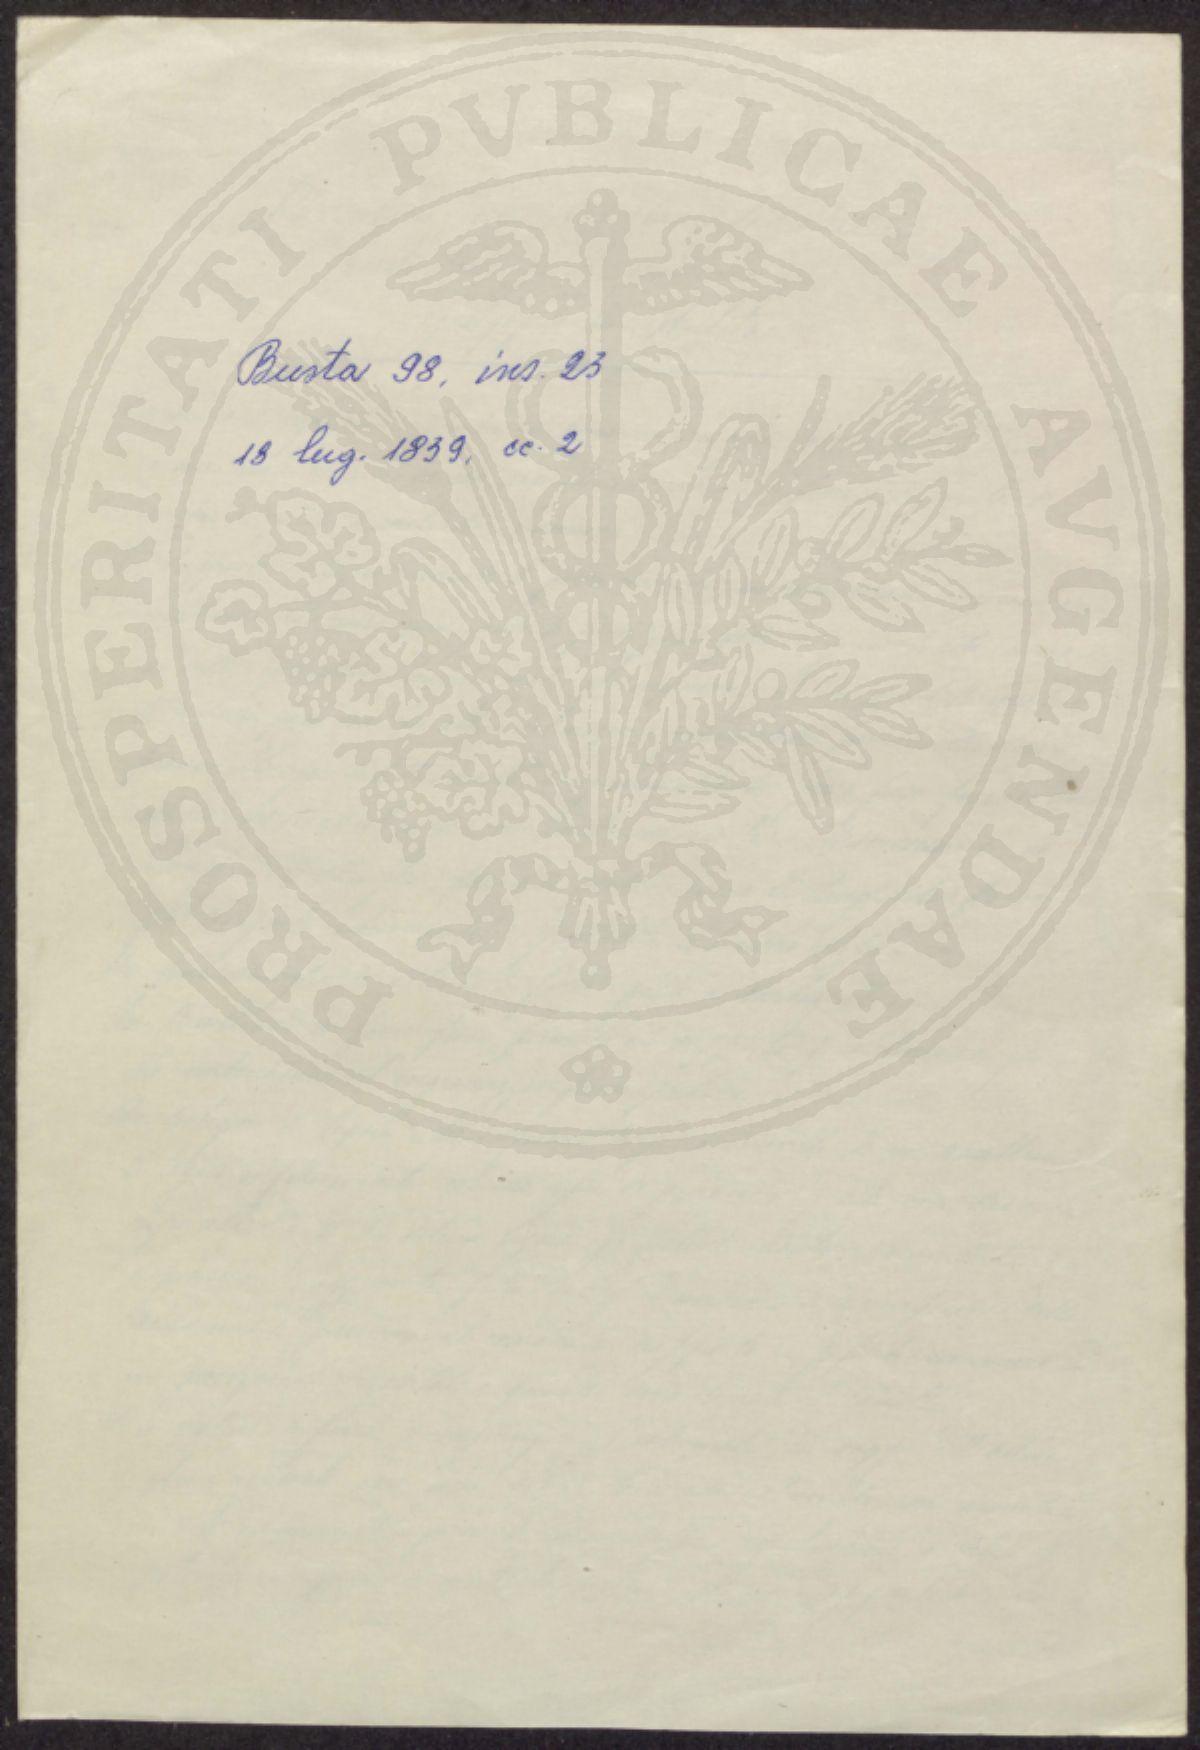 Busta 98, ins. 23
18 lug. 1839, cc. 2
PROSPERITATI PVBLICAE AVGENDAE